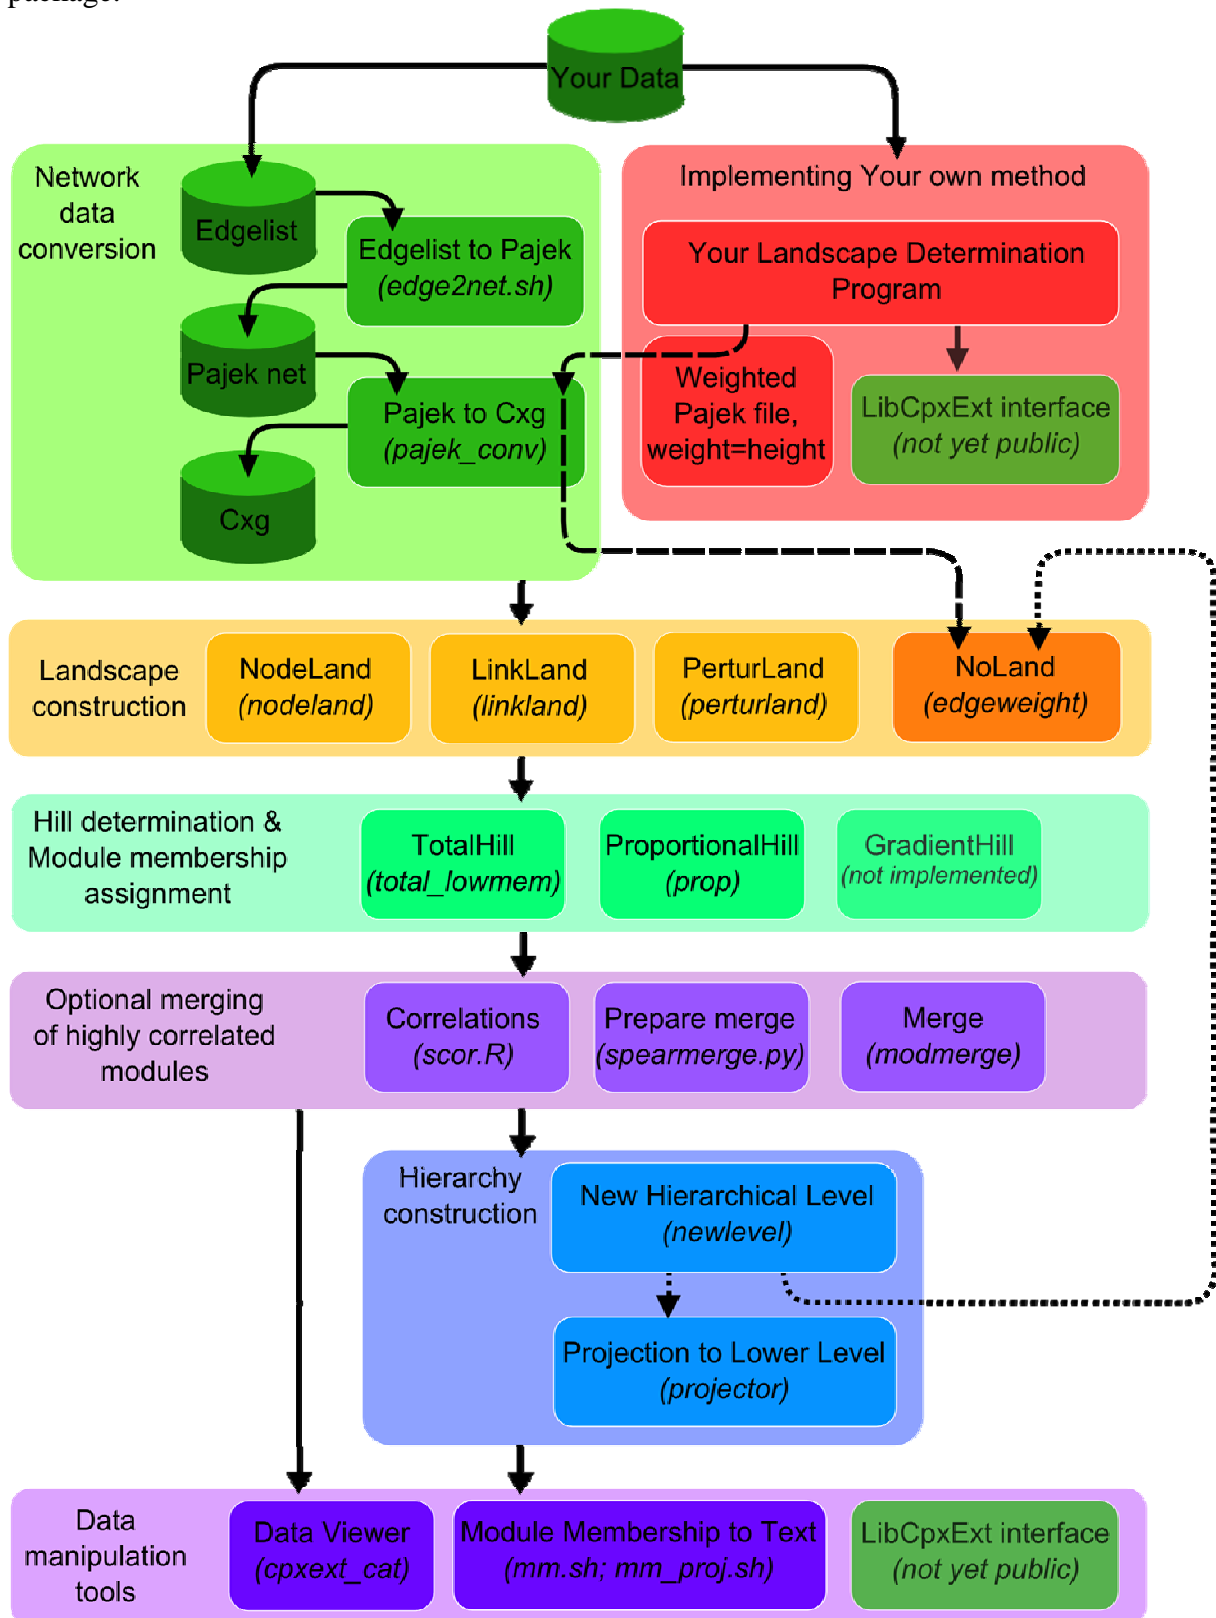 package.
Your Data
Network
data
conversion
Edgelist
Edgelist to Pajek
(edge2net.sh)
Pajek net
Pajek to Cxg
(pajek_conv)
Cxg
Implementing Your own method
Your Landscape Determination
Program
Weighted
Pajek file,
weight=height
LibCpxExt interface
(not yet public)
Landscape
construction
NodeLand
(nodeland)
LinkLand
(linkland)
PerturLand
(perturland)
NoLand
(edgeweight)
Hill determination &
Module membership
assignment
TotalHill
(total_lowmem)
ProportionalHill
(prop)
GradientHill
(not implemented)
Optional merging
of highly correlated
modules
Correlations
(scor.R)
Prepare merge
(spearmerge.py)
Merge
(modmerge)
Hierarchy
construction
New Hierarchical Level
(newlevel)
Projection to Lower Level
(projector)
Data
manipulation
tools
Data Viewer
(cpxext_cat)
Module Membership to Text
(mm.sh; mm_proj.sh)
LibCpxExt interface
(not yet public)